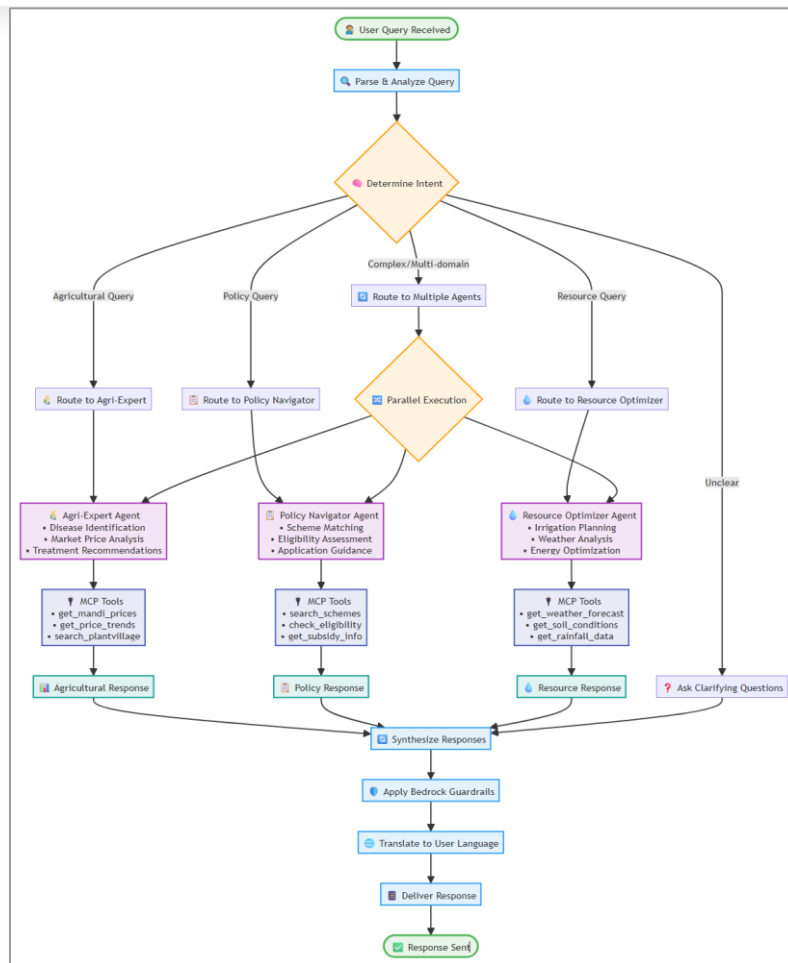 User Query Received
Parse & Analyze Query
Determine Intent
Complex/Multi-domain
Agricultural Query
Policy Query
Route to Multiple Agents
Resource Query
Route to Agri-Expert
Route to Policy Navigator
Parallel Execution
Route to Resource Optimizer
Unclear
Agri-Expert Agent
• Disease Identification
• Market Price Analysis
• Treatment Recommendations
Policy Navigator Agent
• Scheme Matching
• Eligibility Assessment
• Application Guidance
Resource Optimizer Agent
• Irrigation Planning
• Weather Analysis
• Energy Optimization
MCP Tools
• get_mandi_prices
• get_price_trends
• search_plantvillage
MCP Tools
• search_schemes
• check_eligibility
• get_subsidy_info
MCP Tools
• get_weather_forecast
• get_soil_conditions
• get_rainfall_data
Agricultural Response
Policy Response
Resource Response
Ask Clarifying Questions
Synthesize Responses
Apply Bedrock Guardrails
Translate to User Language
Deliver Response
Response Sent